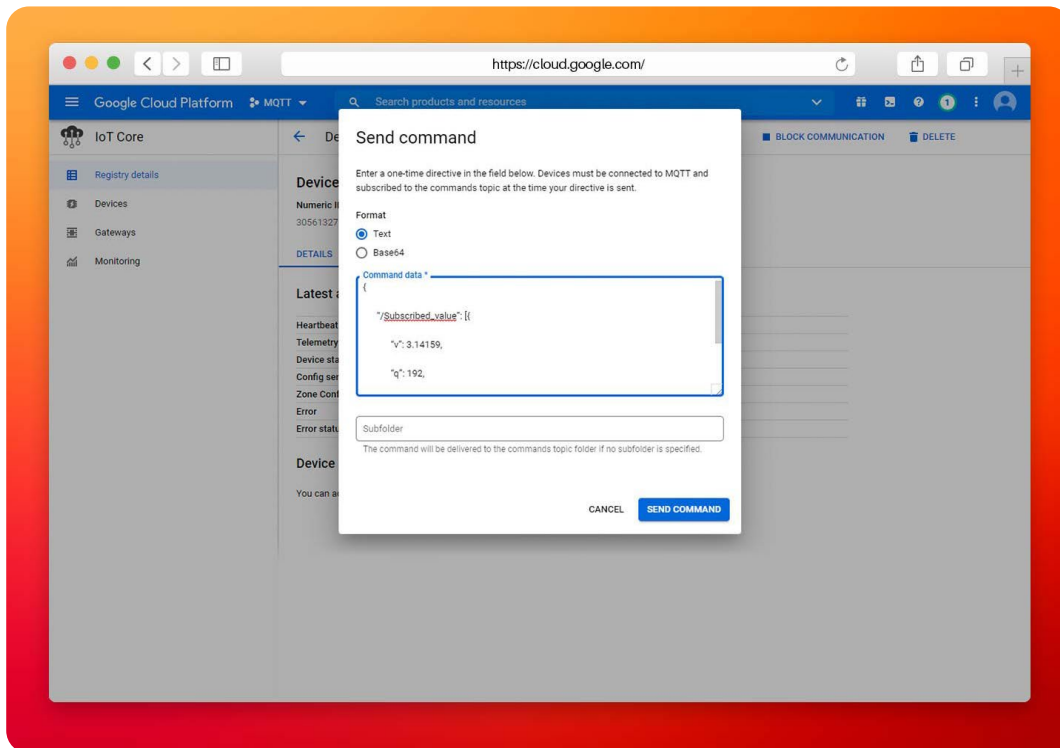 https://cloud.google.com/
Google Cloud Platform MQTT Search products and resources 1
IoT Core
De
BLOCK COMMUNICATION DELETE
Registry details
Devices
Gateways
Monitoring
Device
Numeric
30561327
DETAILS
Latest
Heartbeat
Telemetry
Device sta
Config ser
Zone Conf
Error
Error statu
Device
You can a
Send command
Enter a one-time directive in the field below. Devices must be connected to MQTT and
subscribed to the commands topic at the time your directive is sent.
Format
Text
Base64
Command data *
{
"/Subscribed_value": [{
"v": 3.14159,
"q": 192,
Subfolder
The command will be delivered to the commands topic folder if no subfolder is specified.
CANCEL SEND COMMAND